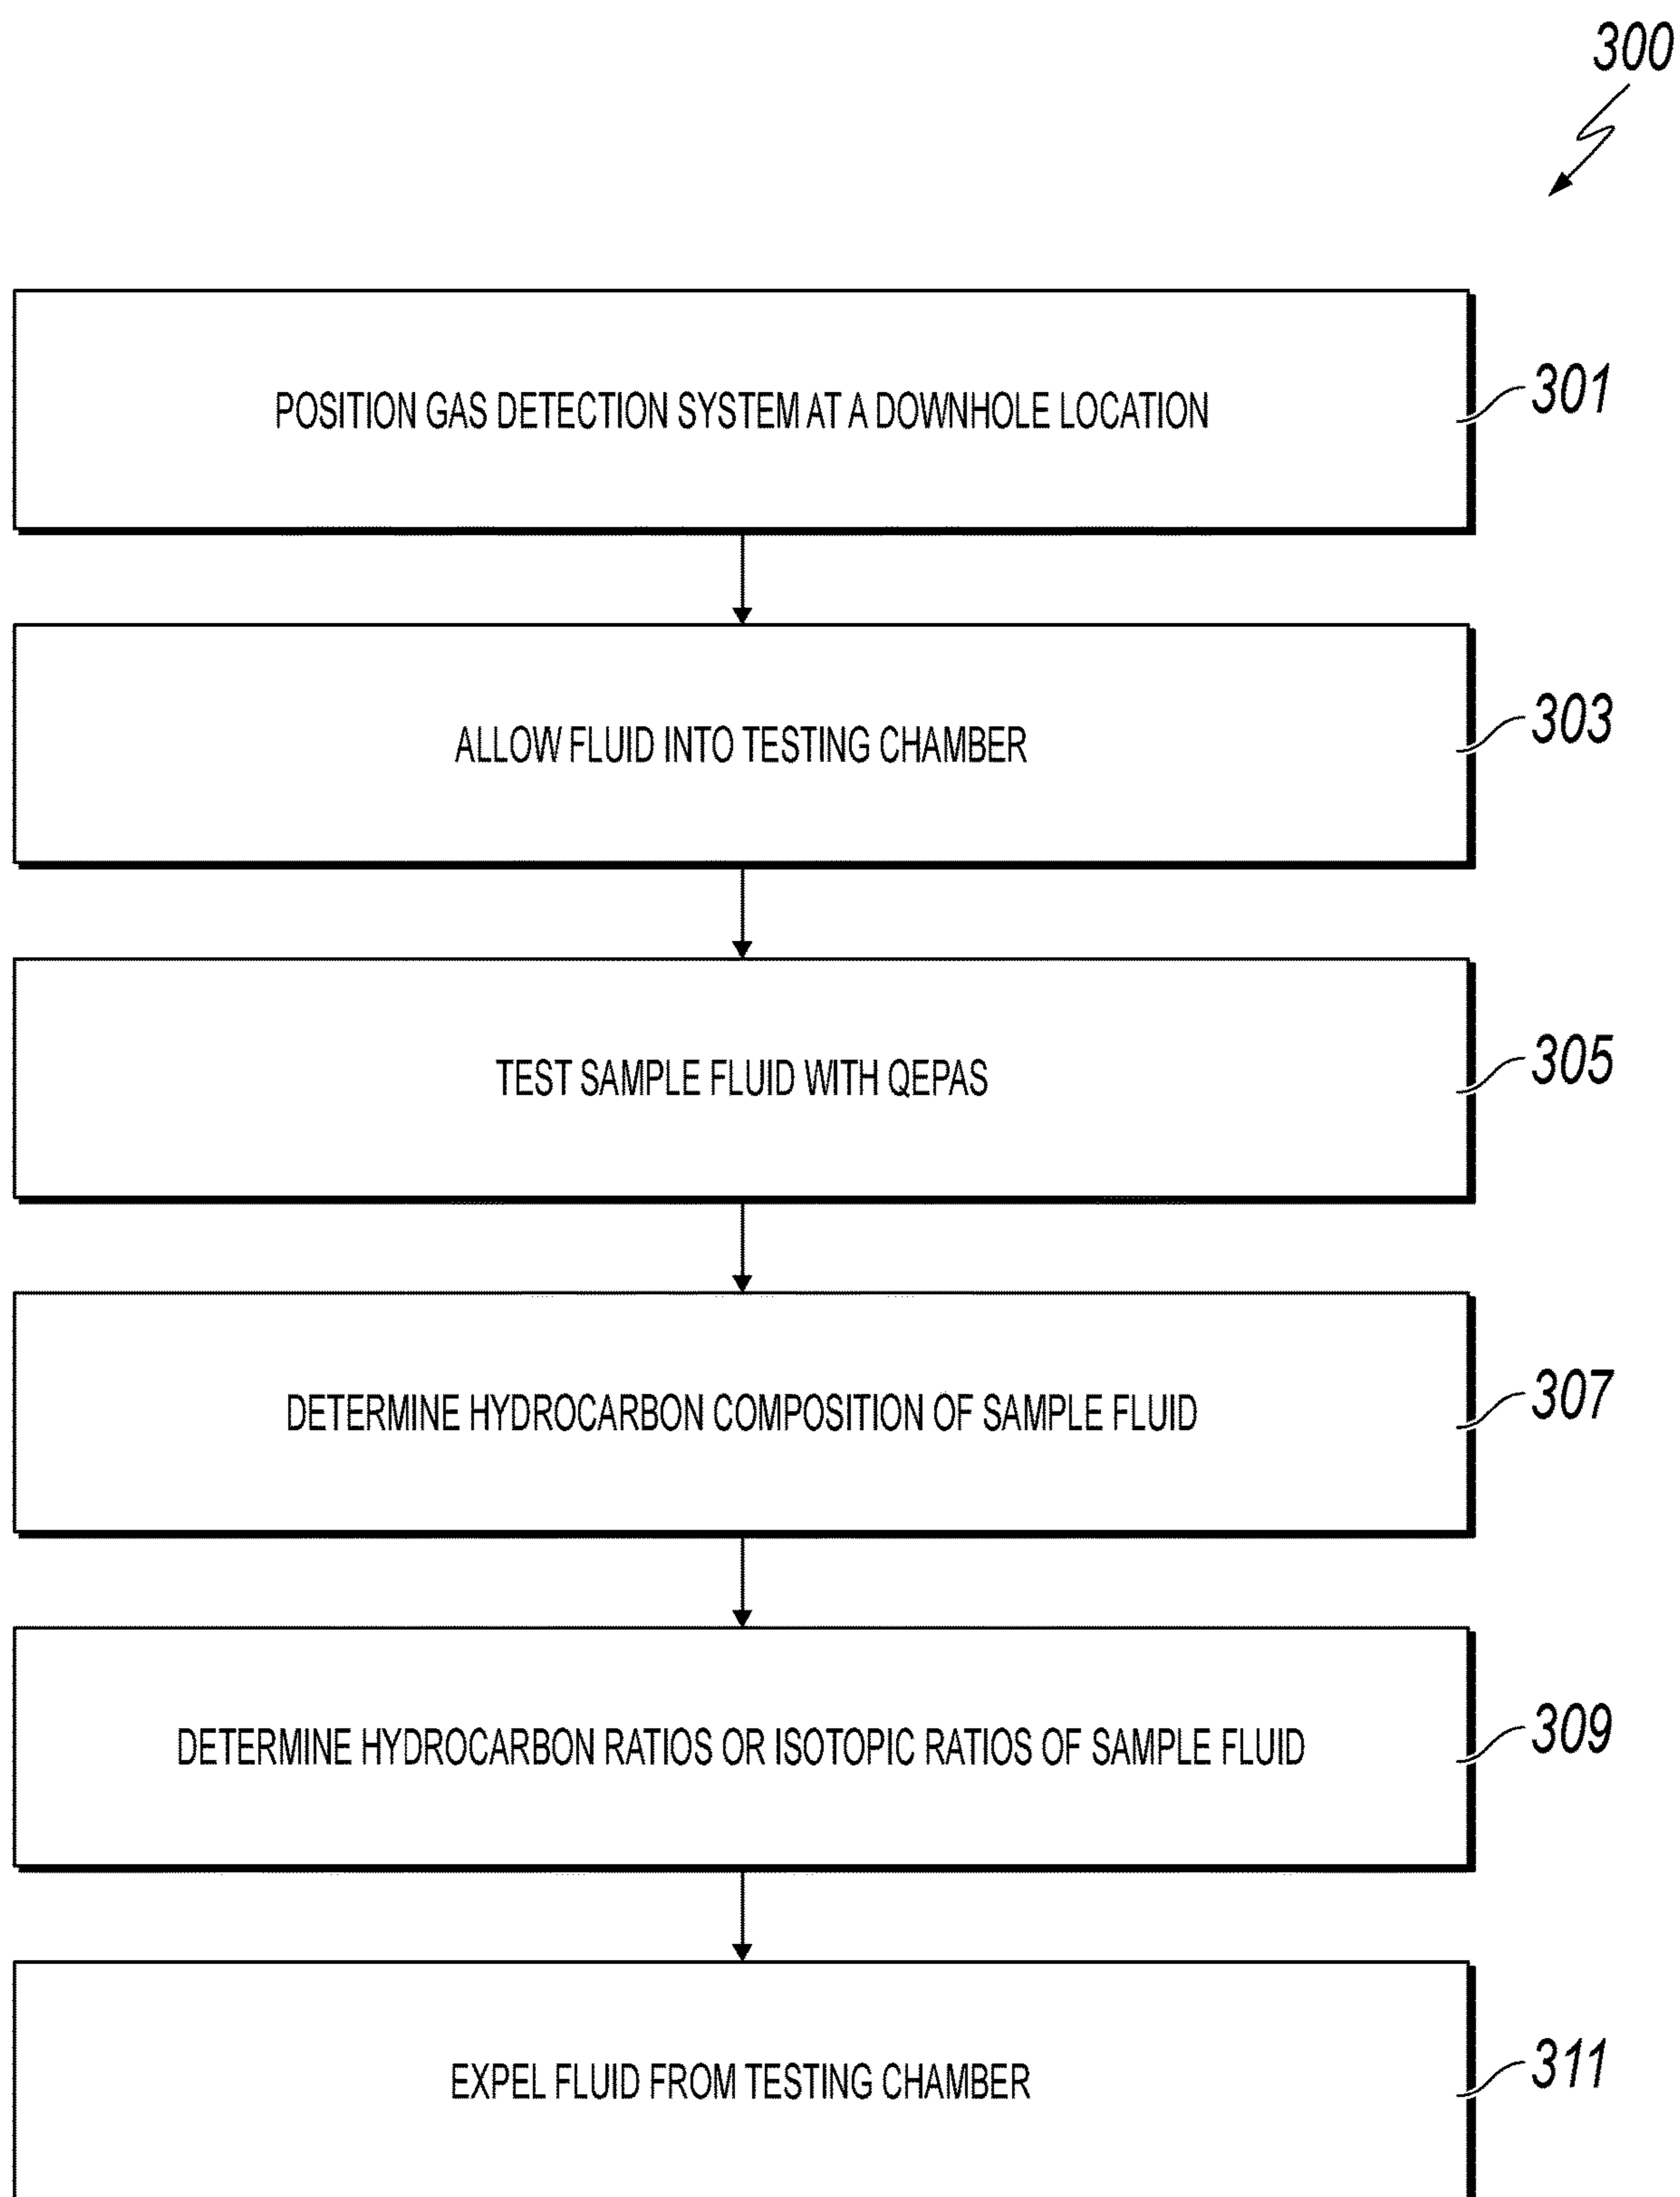 300
POSITION GAS DETECTION SYSTEM AT A DOWNHOLE LOCATION
301
ALLOW FLUID INTO TESTING CHAMBER
303
TEST SAMPLE FLUID WITH QEPAS
305
DETERMINE HYDROCARBON COMPOSITION OF SAMPLE FLUID
307
DETERMINE HYDROCARBON RATIOS OR ISOTOPIC RATIOS OF SAMPLE FLUID
309
EXPEL FLUID FROM TESTING CHAMBER
311